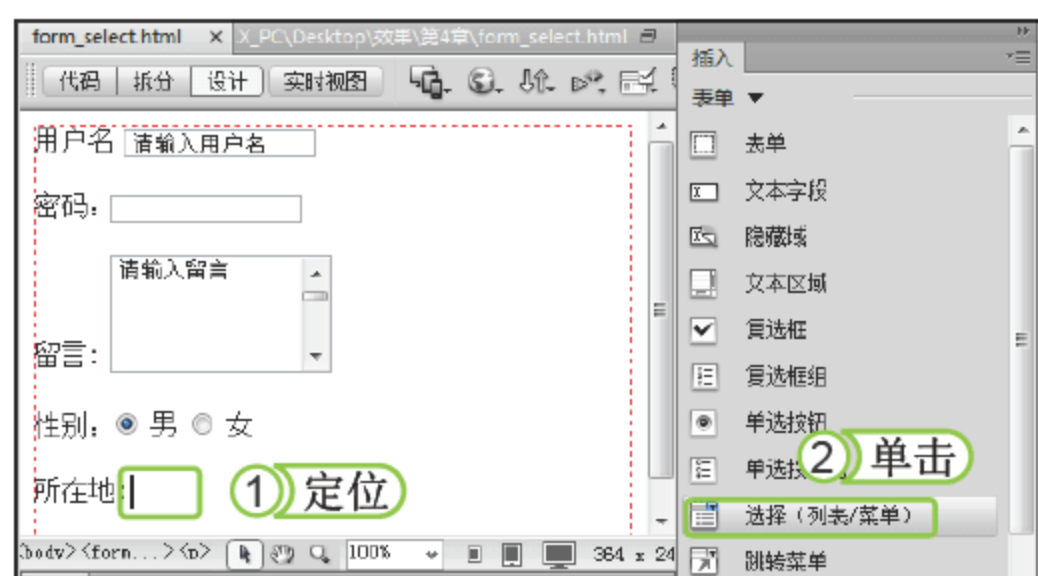 form_select.html × X_PC\Desktop\效果\第4章\form_select.html
代码 拆分 设计 实时视图
用户名 请输入用户名
密码:
请输入留言
留言:
性别: 男 女
所在地:
① 定位
<body><form...><p> 100% 364 x 24
插入
表单 ▼
表单
文本字段
隐藏域
文本区域
复选框
复选框组
单选按钮
单选按
② 单击
选择（列表/菜单）
跳转菜单